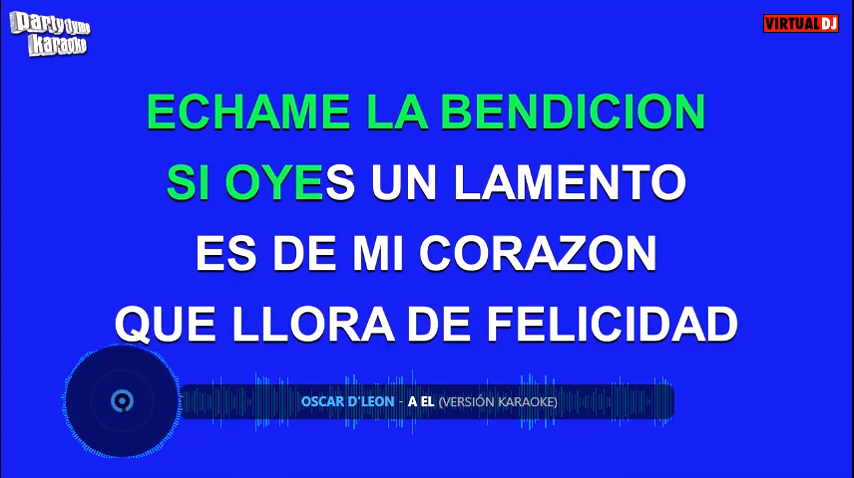 party tyme
karaoke
VIRTUALDJ
ECHAME LA BENDICION
SI OYES UN LAMENTO
ES DE MI CORAZON
QUE LLORA DE FELICIDAD
OSCAR D'LEON - A EL (VERSIÓN KARAOKE)